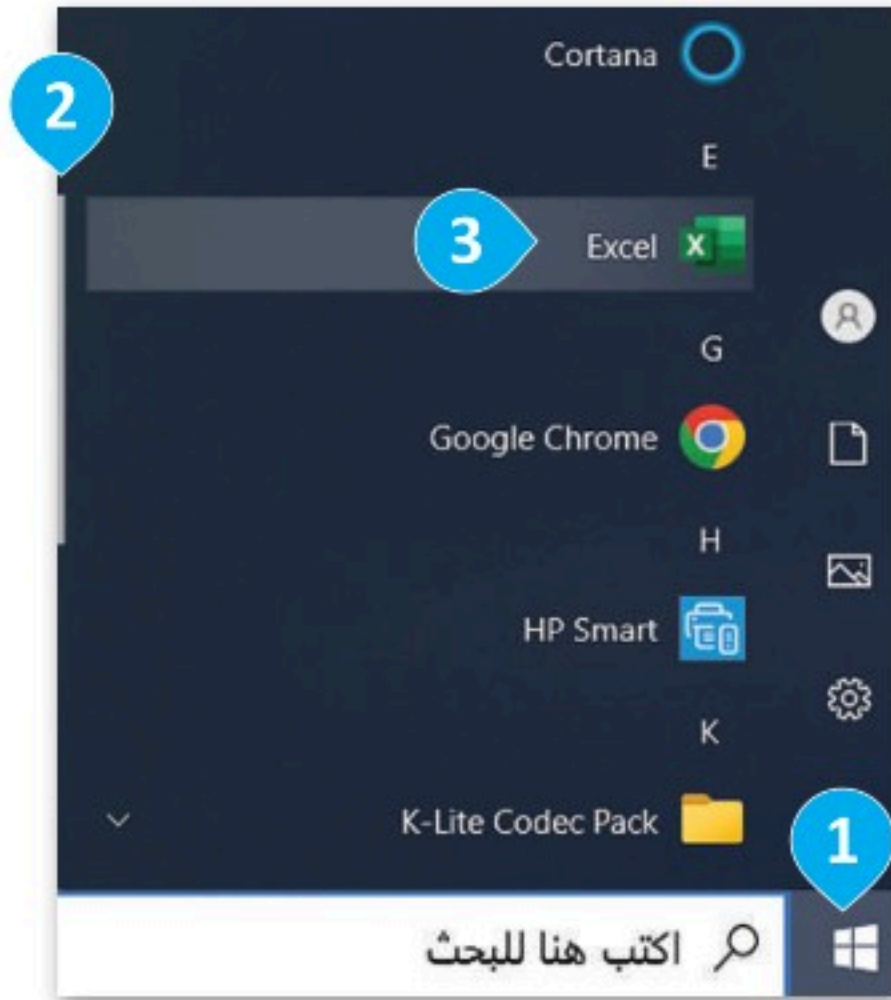 Cortana
2
E
3
Excel
G
Google Chrome
H
HP Smart
K
K-Lite Codec Pack
1
اكتب هنا للبحث